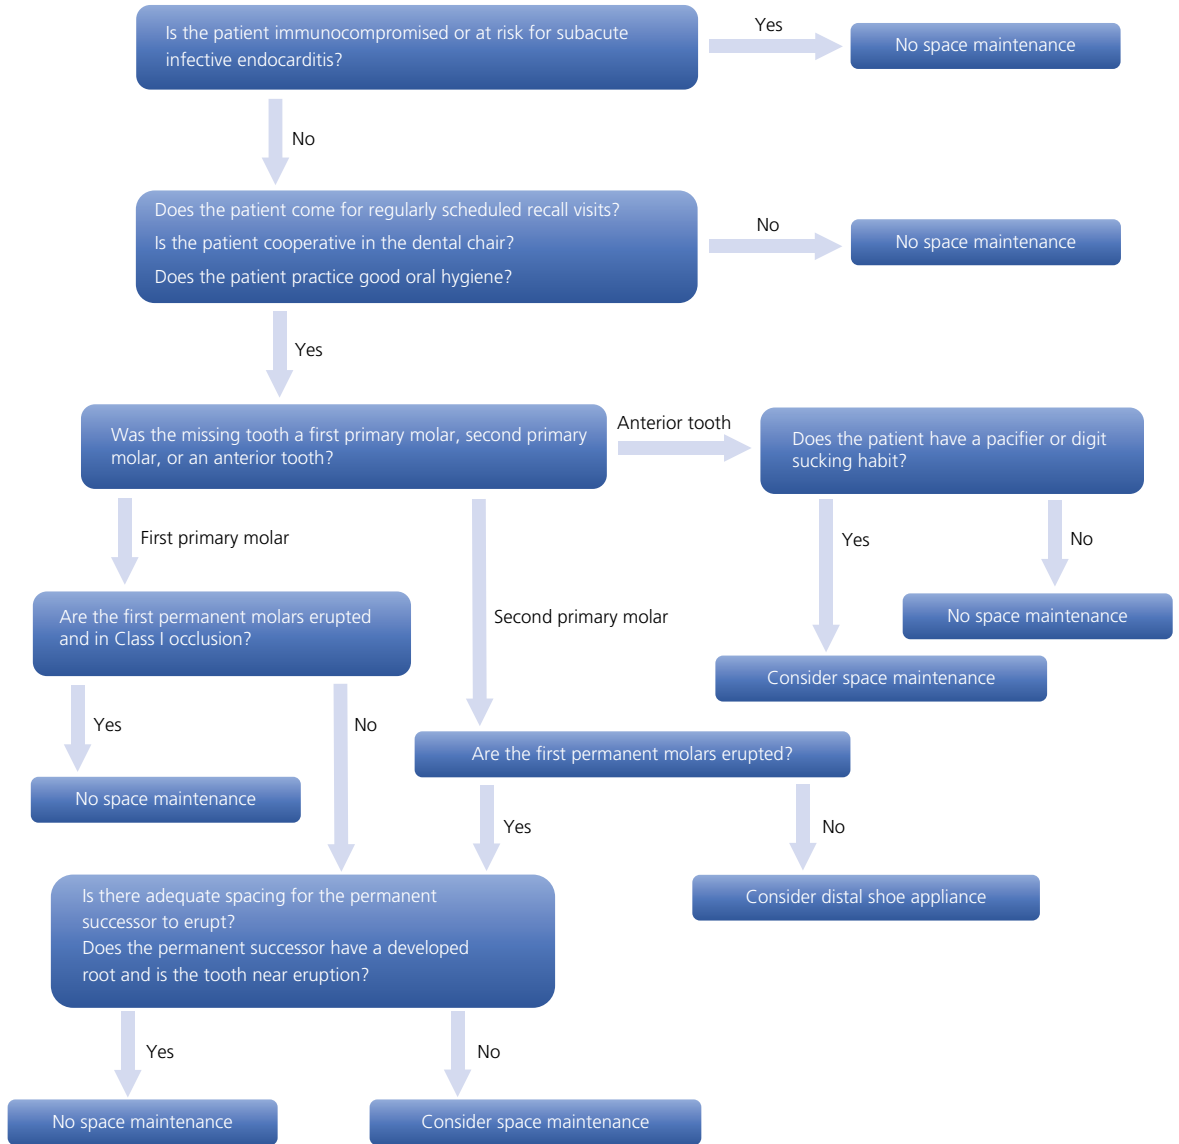 Is the patient immunocompromised or at risk for subacute
infective endocarditis?
Yes
No space maintenance
No
Does the patient come for regularly scheduled recall visits?
Is the patient cooperative in the dental chair?
Does the patient practice good oral hygiene?
No
No space maintenance
Yes
Was the missing tooth a first primary molar, second primary
molar, or an anterior tooth?
Anterior tooth
Does the patient have a pacifier or digit
sucking habit?
First primary molar
Yes
No
Are the first permanent molars erupted
and in Class I occlusion?
Second primary molar
No space maintenance
Consider space maintenance
Yes
No
Are the first permanent molars erupted?
No space maintenance
Yes
No
Is there adequate spacing for the permanent
successor to erupt?
Does the permanent successor have a developed
root and is the tooth near eruption?
Consider distal shoe appliance
Yes
No
No space maintenance
Consider space maintenance